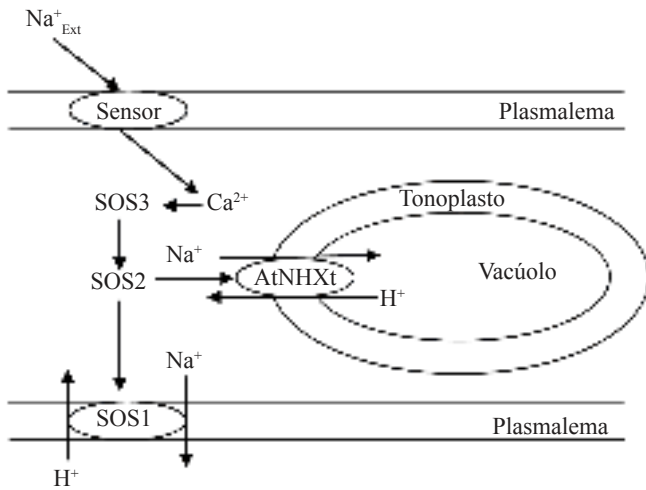 Na⁺Ext
Sensor
Plasmalema
Tonoplasto
SOS3
Ca²⁺
Na⁺
Vacúolo
SOS2
AtNHXt
H⁺
Na⁺
SOS1
Plasmalema
H⁺